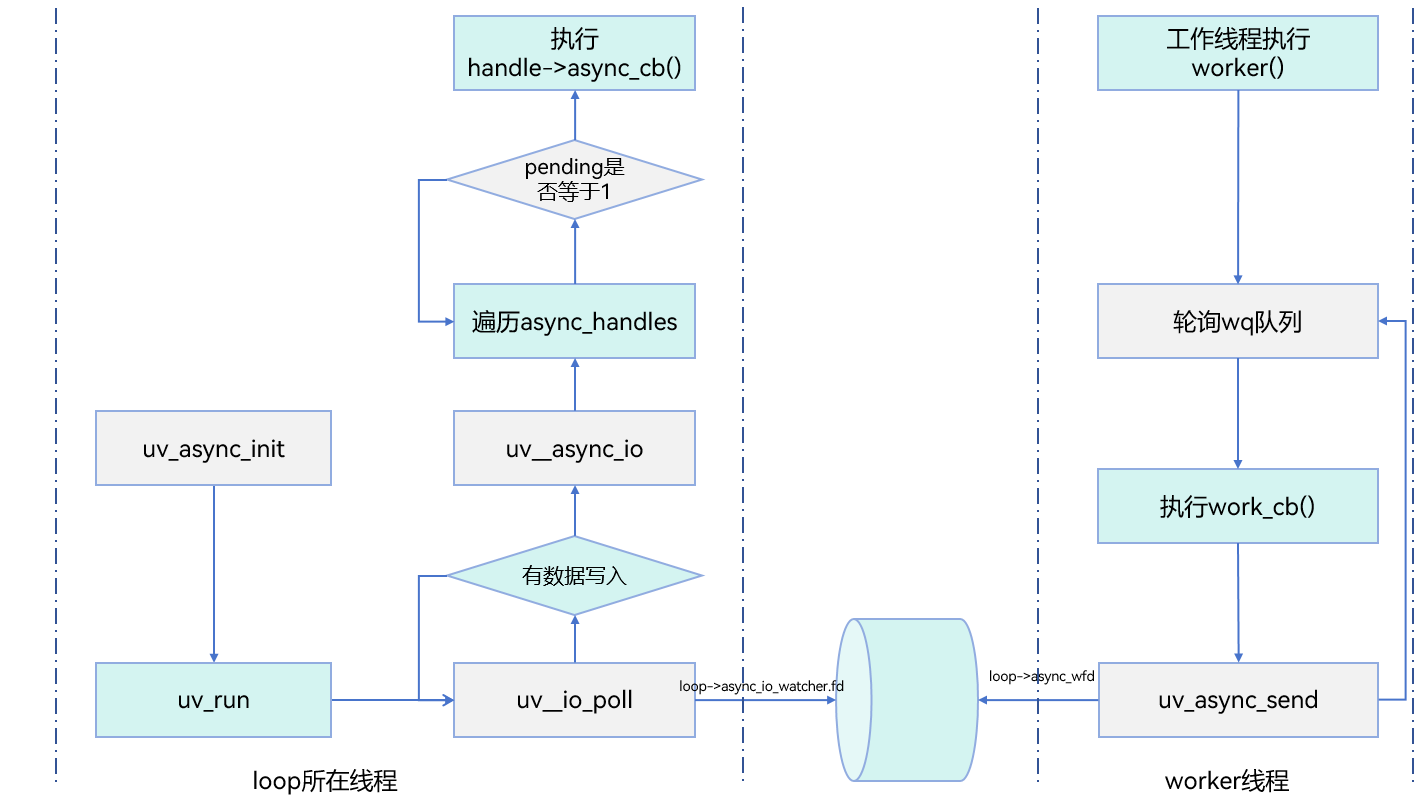 执行
handle->async_cb()
pending是
否等于1
遍历async_handles
uv_async_init
uv__async_io
有数据写入
uv_run
uv__io_poll
loop->async_io_watcher.fd
loop所在线程
工作线程执行
worker()
轮询wq队列
执行work_cb()
loop->async_wfd
uv_async_send
worker线程